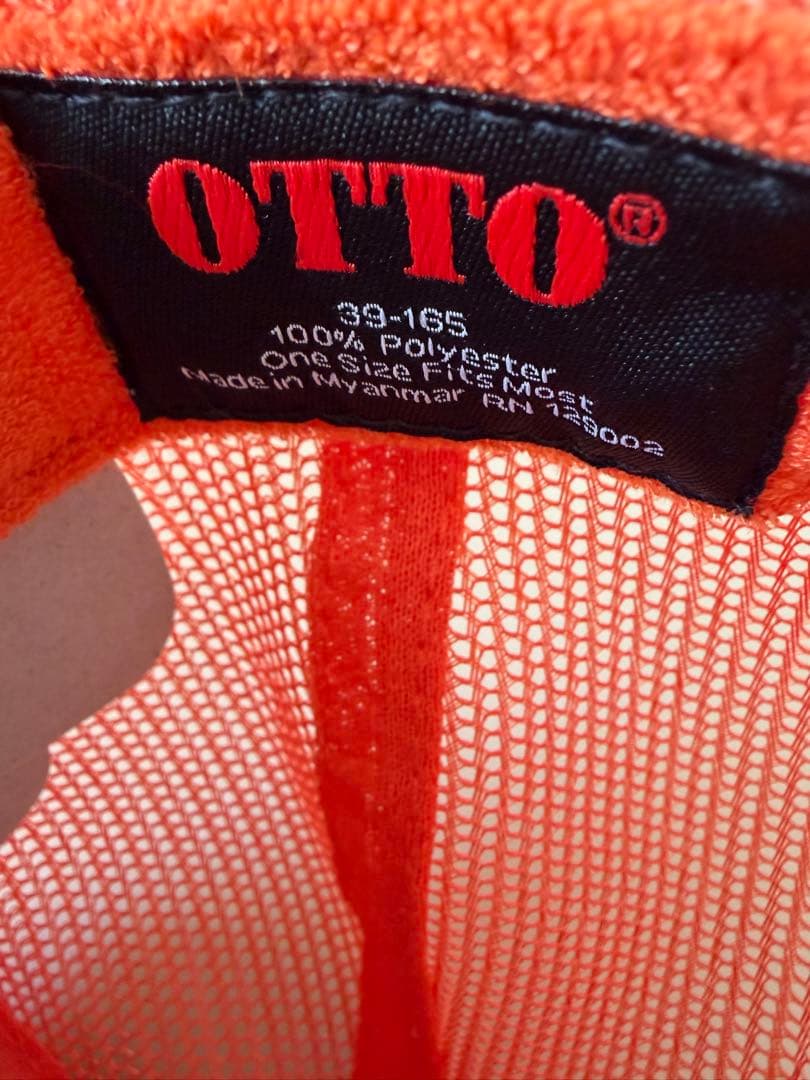 OTTO®
39-165
100% Polyester
One Size Fits Most
Made in Myanmar RN 129002